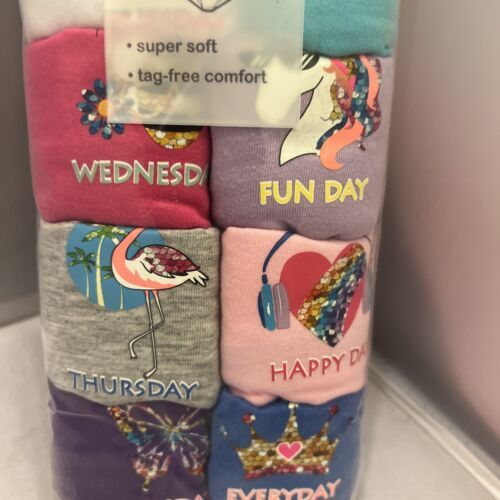 • super soft
• tag-free comfort
WEDNESDA
FUN DAY
THURSDAY
HAPPY DA
EVERYDAY